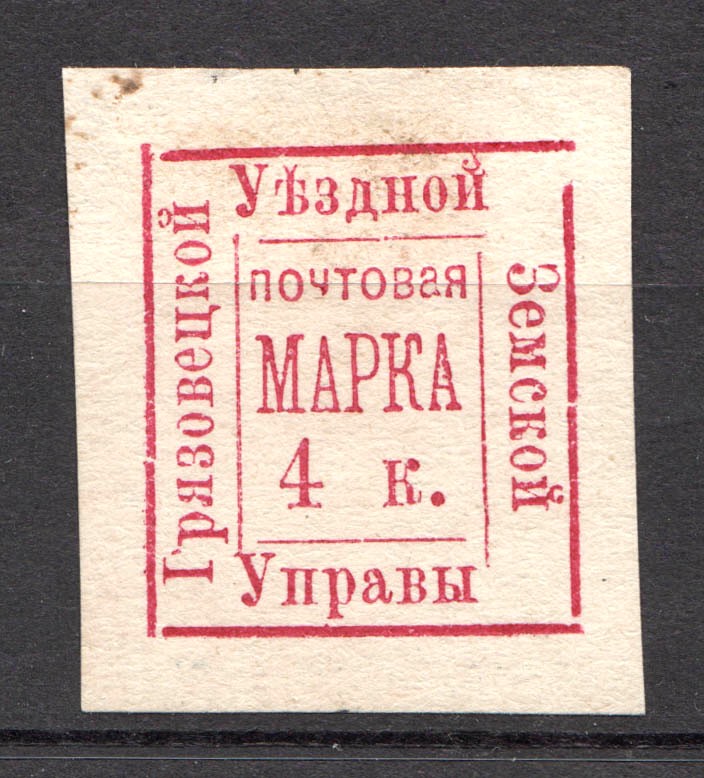 Грязовецкой
Уѣздной
Земской
Управы
почтовая
МАРКА
4 к.